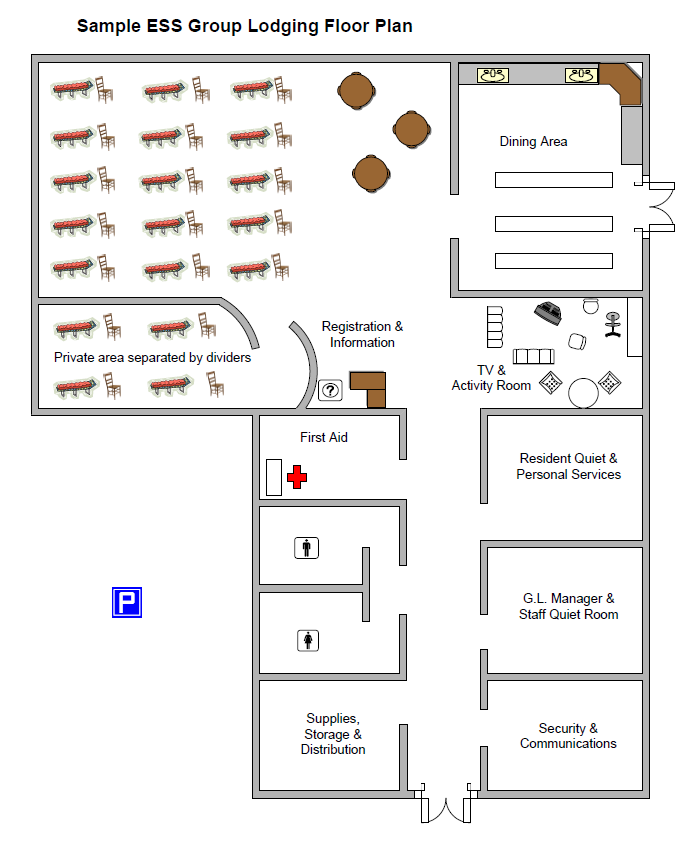 Sample ESS Group Lodging Floor Plan
Dining Area
Registration &
Information
Private area separated by dividers
TV &
Activity Room
?
First Aid
Resident Quiet &
Personal Services
G.L. Manager &
Staff Quiet Room
P
Supplies,
Storage &
Distribution
Security &
Communications